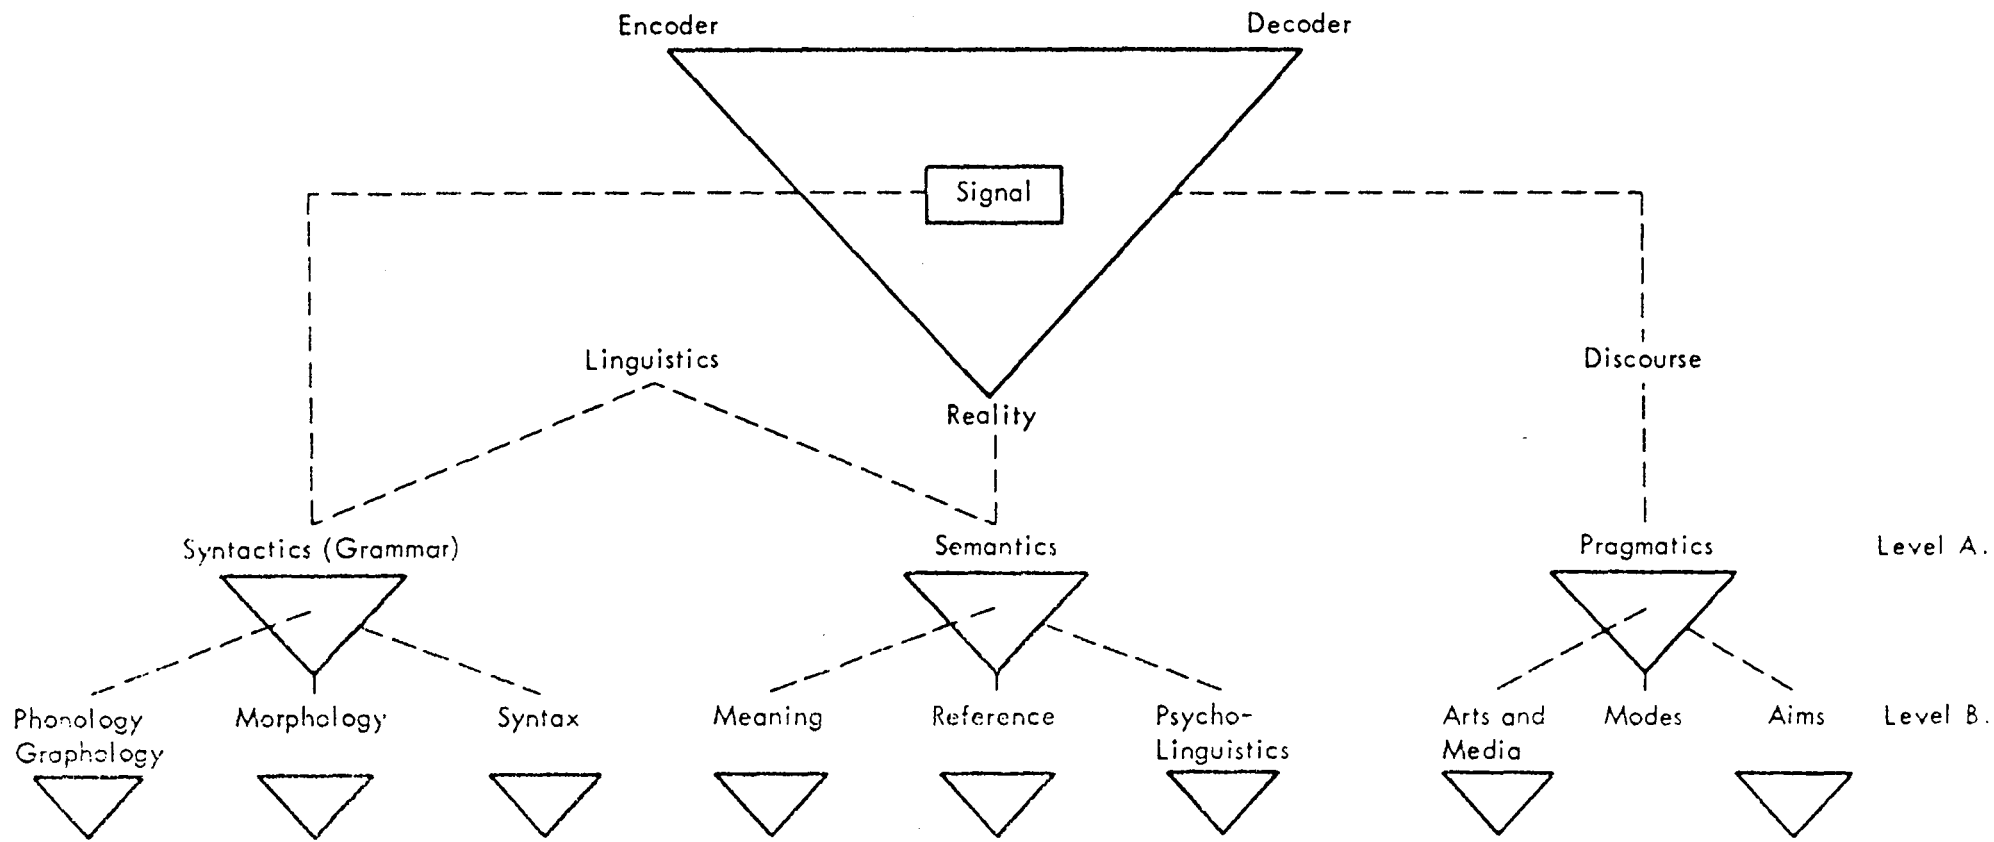 Encoder
Decoder
Signal
Linguistics
Discourse
Reality
Syntactics (Grammar)
Semantics
Pragmatics
Level A.
Phonology
Graphology
Morphology
Syntax
Meaning
Reference
Psycho-
Linguistics
Arts and
Media
Modes
Aims
Level B.